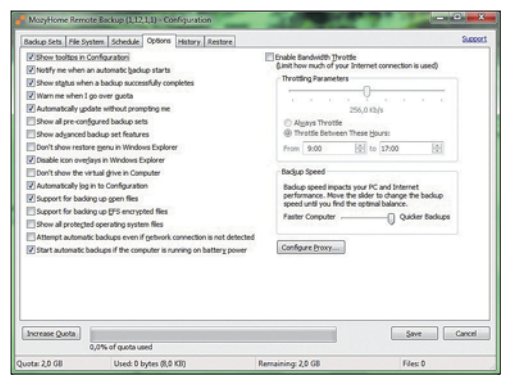 MozyHome Remote Backup (1,12,1,1) - Configuration
Backup Sets File System Schedule Options History Restore Support
Show tooltips in Configuration
Notify me when an automatic backup starts
Show status when a backup successfully completes
Warn me when I go over quota
Automatically update without prompting me
Show all pre-configured backup sets
Show advanced backup set features
Don't show restore menu in Windows Explorer
Disable icon overlays in Windows Explorer
Don't show the virtual drive in Computer
Automatically log in to Configuration
Support for backing up open files
Support for backing up EFS encrypted files
Show all protected operating system files
Attempt automatic backups even if network connection is not detected
Start automatic backups if the computer is running on battery power
Enable Bandwidth Throttle
(Limit how much of your Internet connection is used)
Throttling Parameters
256,0 Kb/s
Always Throttle
Throttle Between These Hours:
From 9:00 to 17:00
Backup Speed
Backup speed impacts your PC and Internet
performance. Move the slider to change the backup
speed until you find the optimal balance.
Faster Computer Quicker Backups
Configure Proxy...
Increase Quota
0,0% of quota used
Save Cancel
Quota: 2,0 GB Used: 0 bytes (8,0 KB) Remaining: 2,0 GB Files: 0